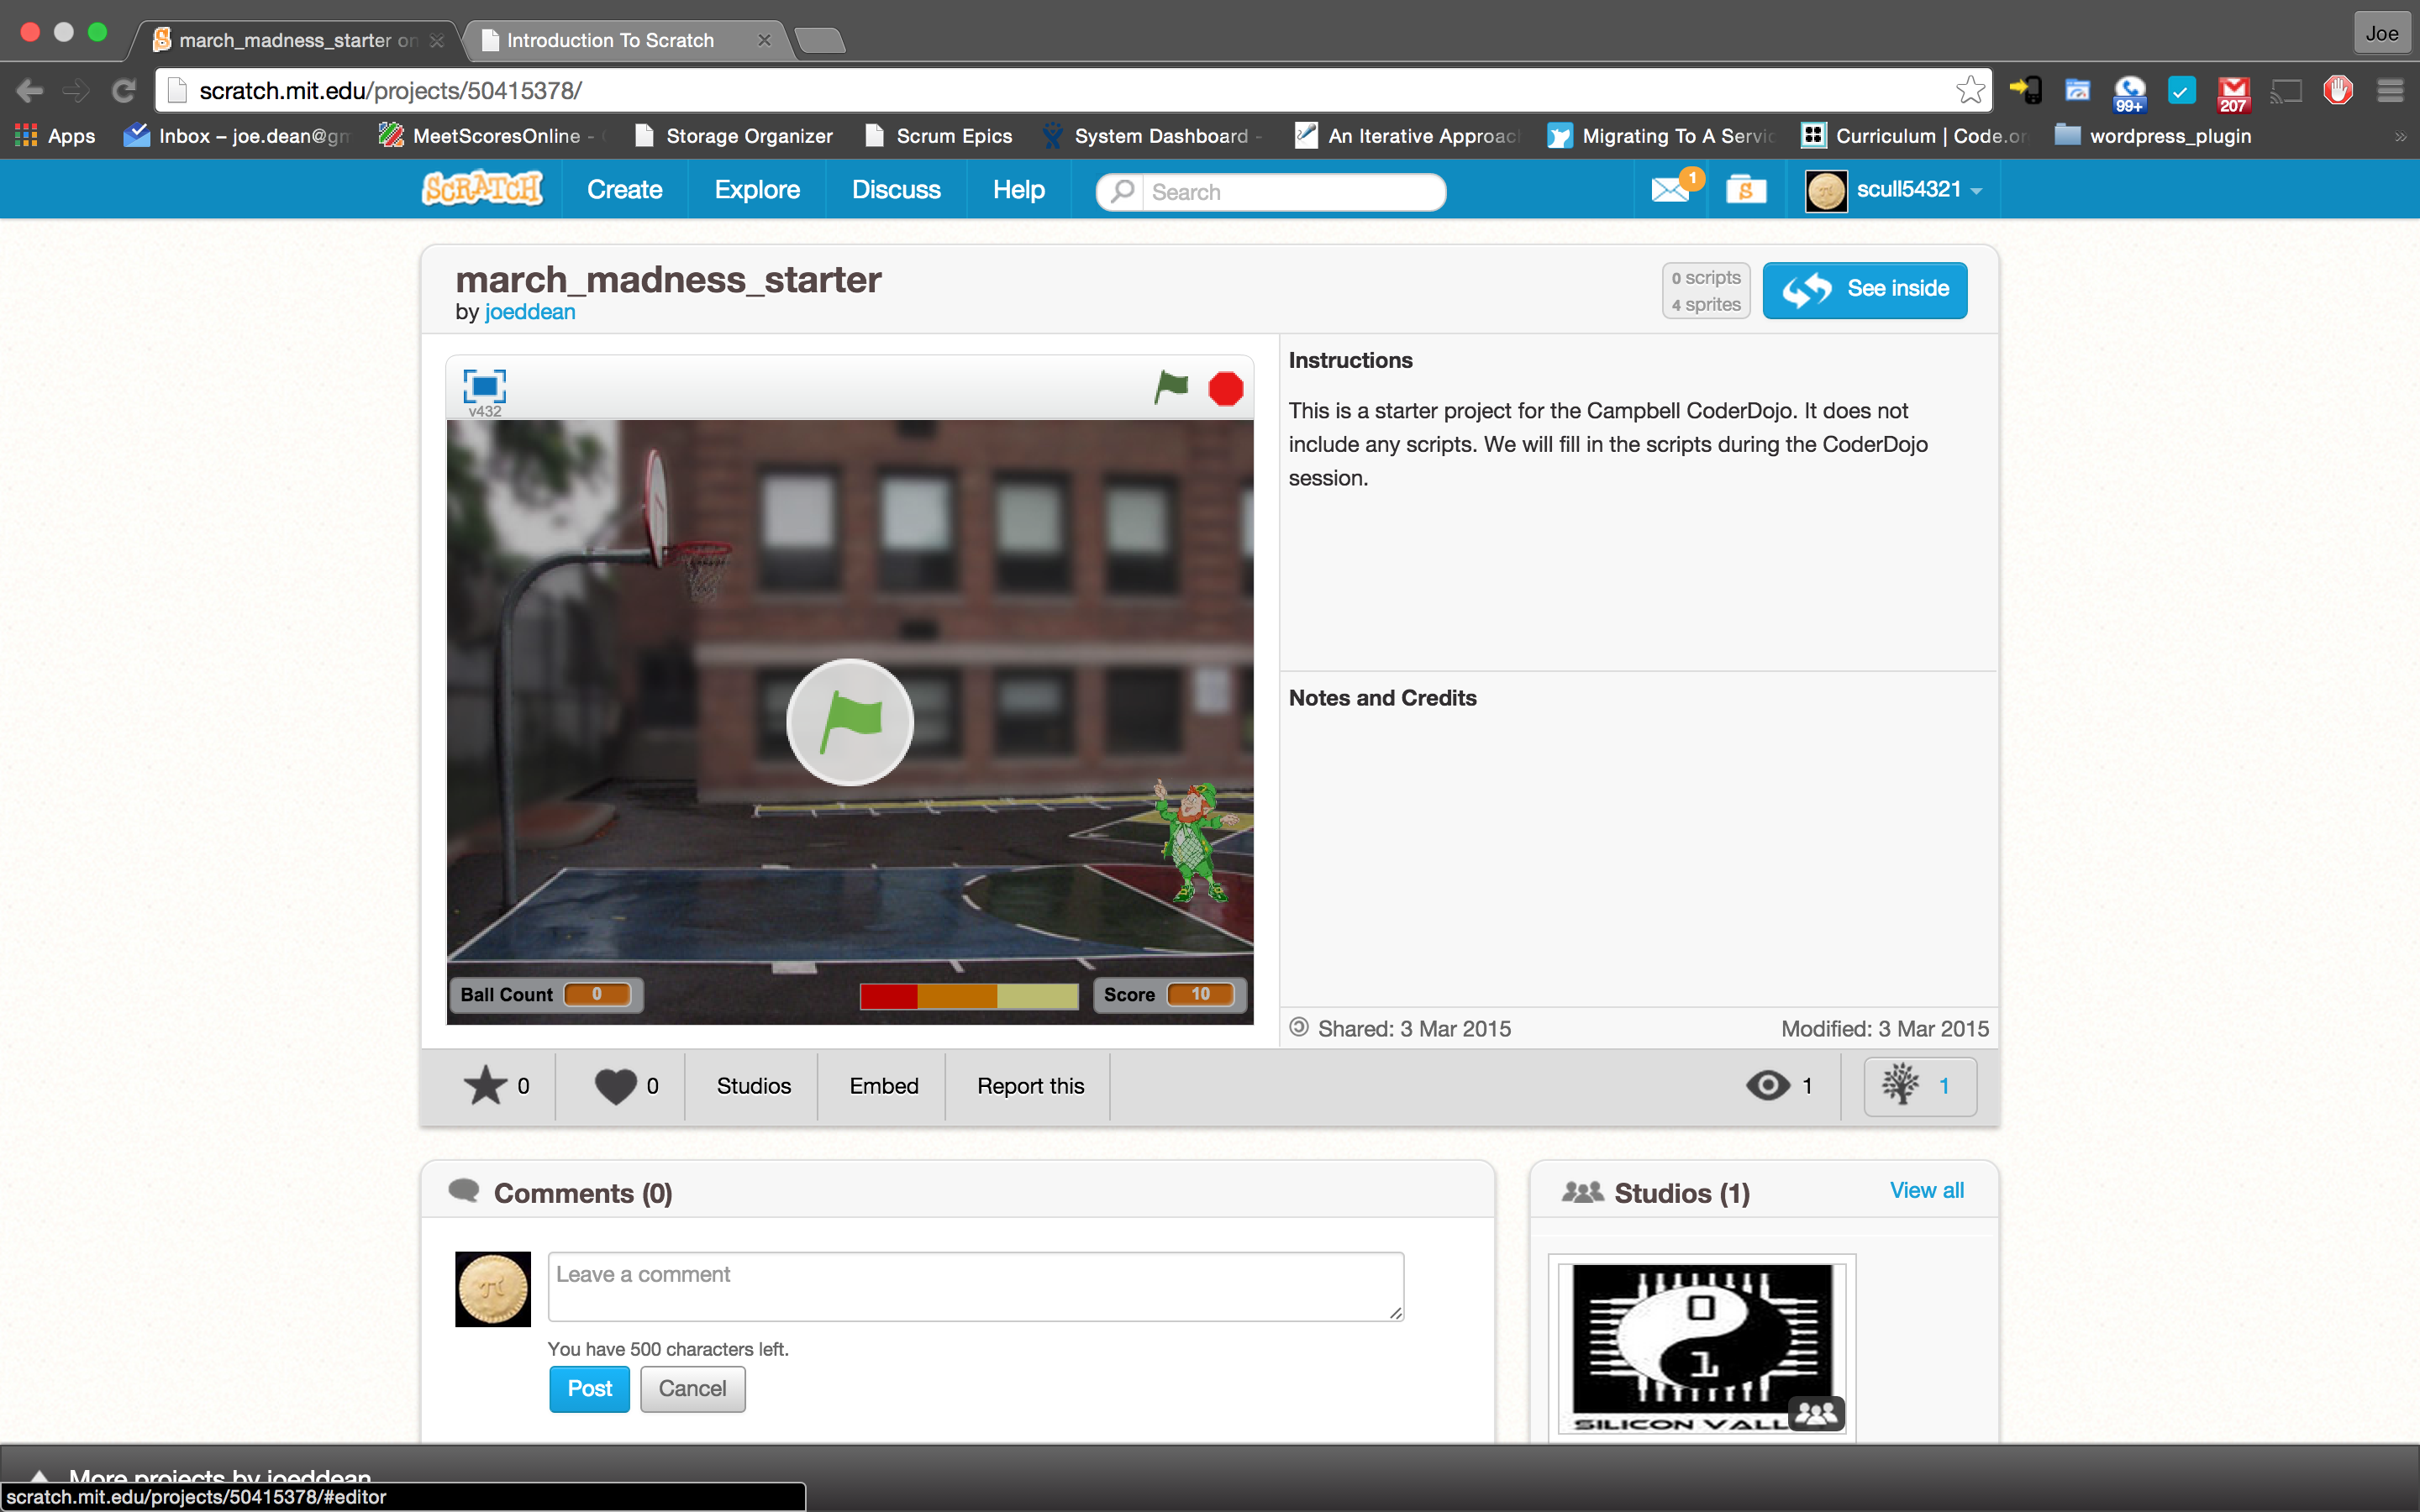 march_madness_starter on
Introduction To Scratch
Joe
scratch.mit.edu/projects/50415378/
99+
207
Apps
Inbox – joe.dean@gm
MeetScoresOnline -
Storage Organizer
Scrum Epics
System Dashboard -
An Iterative Approach
Migrating To A Servic
Curriculum | Code.or
wordpress_plugin
»
SCRATCH
Create
Explore
Discuss
Help
Search
1
S
scull54321
march_madness_starter
by joeddean
0 scripts
4 sprites
See inside
v432
Instructions
This is a starter project for the Campbell CoderDojo. It does not
include any scripts. We will fill in the scripts during the CoderDojo
session.
Notes and Credits
Ball Count 0
Score 10
Shared: 3 Mar 2015
Modified: 3 Mar 2015
0
0
Studios
Embed
Report this
1
1
Comments (0)
Studios (1)
View all
π
Leave a comment
You have 500 characters left.
Post
Cancel
0
1
SILICON VALL
More projects by joeddean
scratch.mit.edu/projects/50415378/#editor